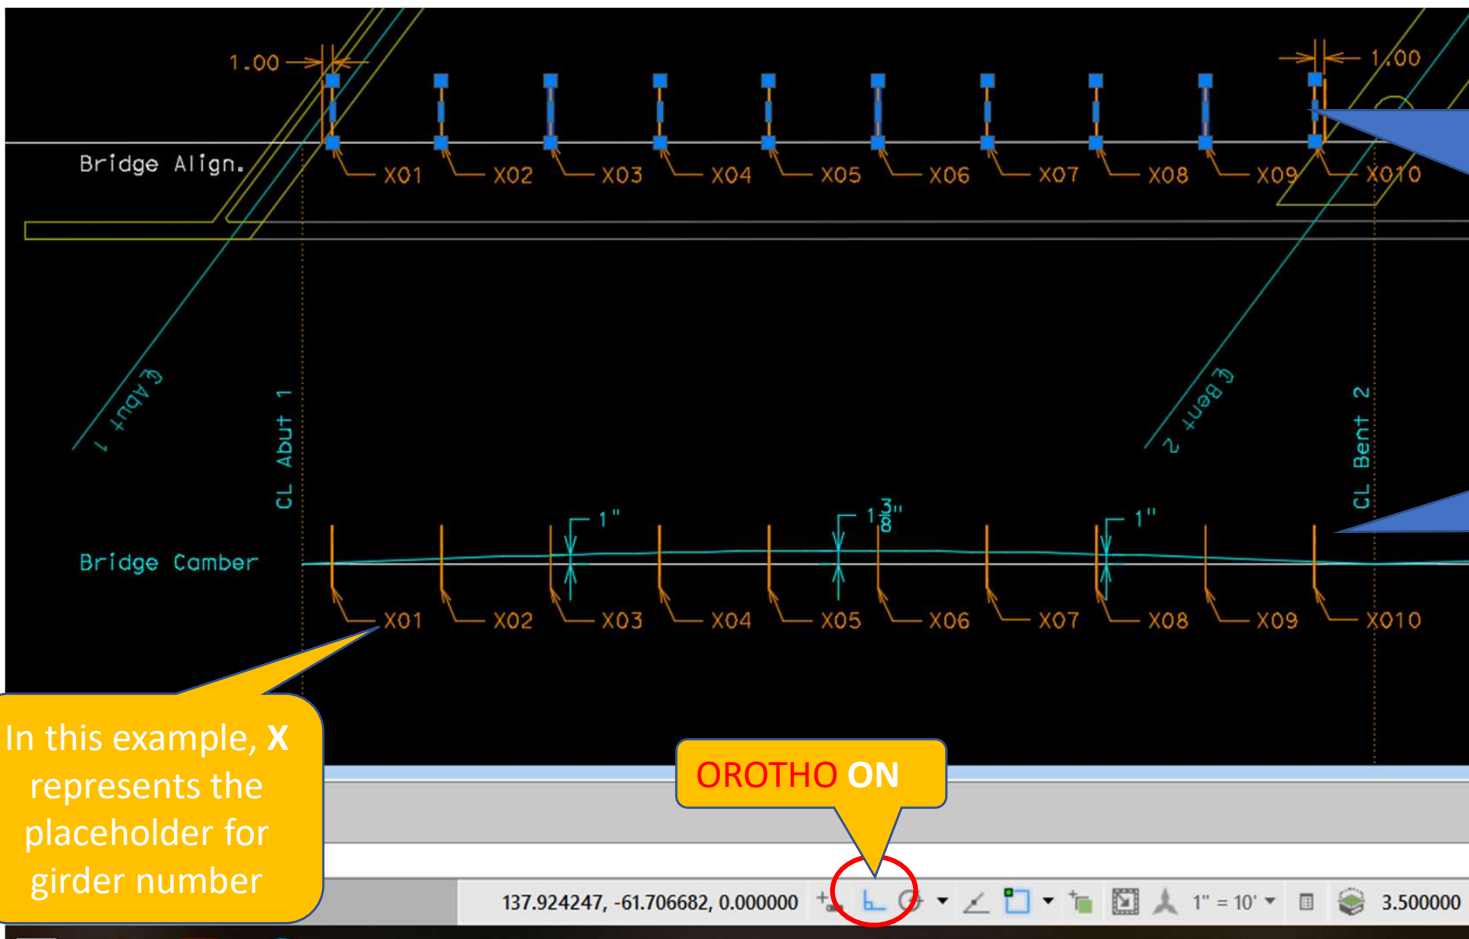 1.00
1.00
Bridge Align.
X01 X02 X03 X04 X05 X06 X07 X08 X09 X010
℄ Abut 1
℄ Bent 2
CL Abut 1
CL Bent 2
1" 1 3/8" 1"
Bridge Camber
X01 X02 X03 X04 X05 X06 X07 X08 X09 X010
In this example, X
represents the
placeholder for
girder number
OROTHO ON
137.924247, -61.706682, 0.000000 1" = 10' 3.500000